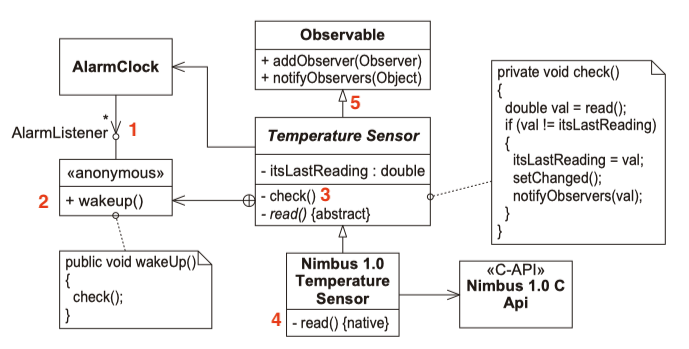 Observable
+ addObserver(Observer)
+ notifyObservers(Object)
AlarmClock
5
*
AlarmListener
1
«anonymous»
2
+ wakeup()
Temperature Sensor
- itsLastReading : double
- check()
3
- read() {abstract}
private void check()
{
double val = read();
if (val != itsLastReading)
{
itsLastReading = val;
setChanged();
notifyObservers(val);
}
}
public void wakeUp()
{
check();
}
Nimbus 1.0
Temperature
Sensor
4
- read() {native}
«C-API»
Nimbus 1.0 C
Api